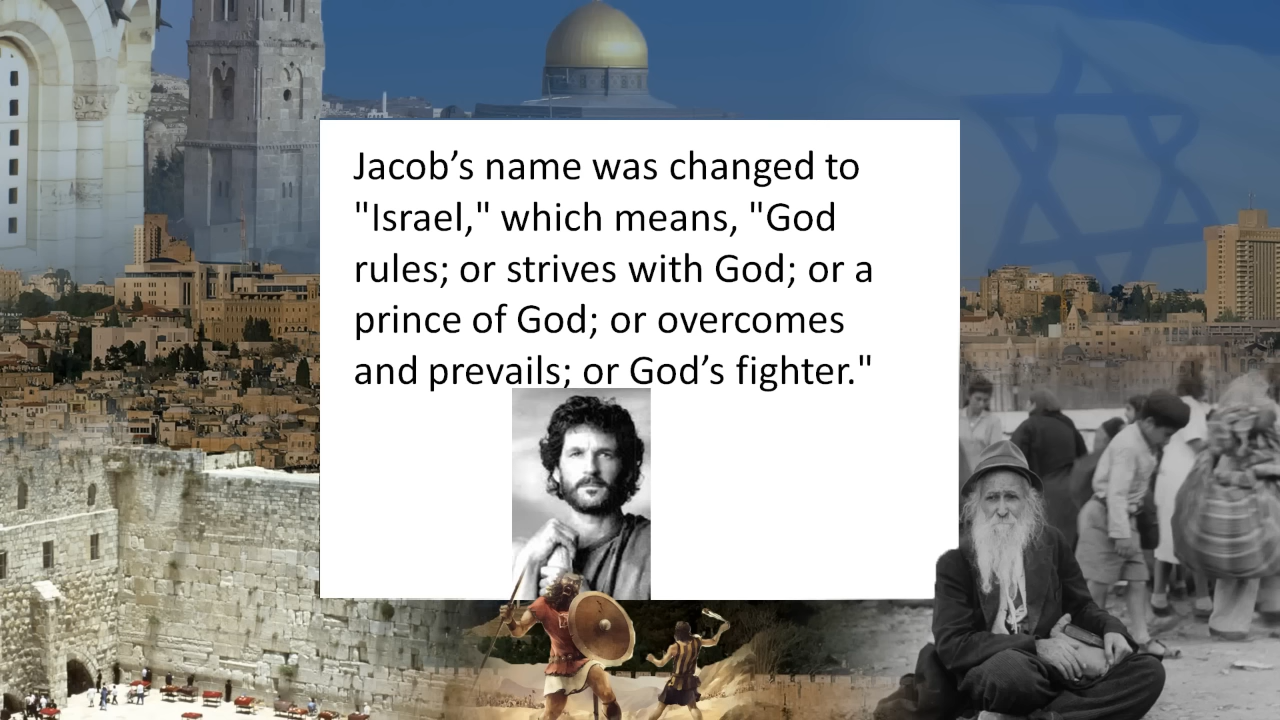 Jacob’s name was changed to
"Israel," which means, "God
rules; or strives with God; or a
prince of God; or overcomes
and prevails; or God’s fighter."